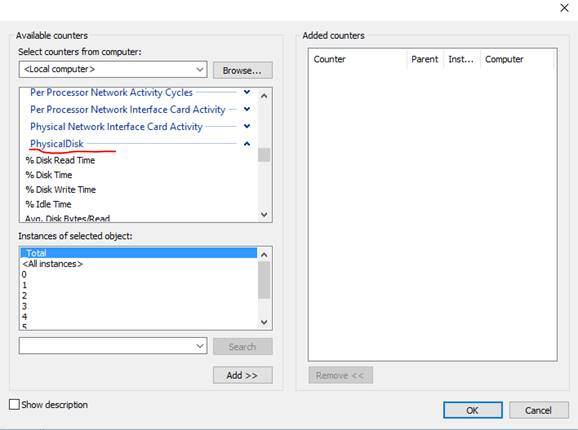 Available counters
Select counters from computer:
<Local computer>
Browse...
Per Processor Network Activity Cycles
Per Processor Network Interface Card Activity
Physical Network Interface Card Activity
PhysicalDisk
% Disk Read Time
% Disk Time
% Disk Write Time
% Idle Time
Avg. Disk Bytes/Read
Instances of selected object:
_Total
<All instances>
0
1
2
3
4
5
Search
Add >>
Show description
Added counters
Counter Parent Inst... Computer
Remove <<
OK Cancel